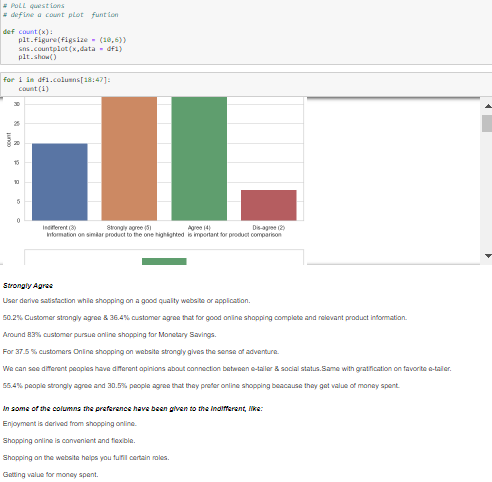 # Poll questions
# define a count plot  funtion
def count(x):
plt.figure(figsize = (10,6))
sns.countplot(x,data = df1)
plt.show()
for i in df1.columns[18:47]:
count(i)
30
25
20
15
10
5
0
count
Indifferent (3) Strongly agree (5) Agree (4) Dis-agree (2)
Information on similar product to the one highlighted  is important for product comparison
Strongly Agree
User derive satisfaction while shopping on a good quality website or application.
50.2% Customer strongly agree & 36.4% customer agree that for good online shopping complete and relevant product information.
Around 83% customer pursue online shopping for Monetary Savings.
For 37.5 % customers Online shopping on website strongly gives the sense of adventure.
We can see different peoples have different opinions about connection between e-tailer & social status.Same with gratification on favorite e-tailer.
55.4% people strongly agree and 30.5% people agree that they prefer online shopping beacause they get value of money spent.
In some of the columns the preference have been given to the Indifferent, like:
Enjoyment is derived from shopping online.
Shopping online is convenient and flexible.
Shopping on the website helps you fulfill certain roles.
Getting value for money spent.